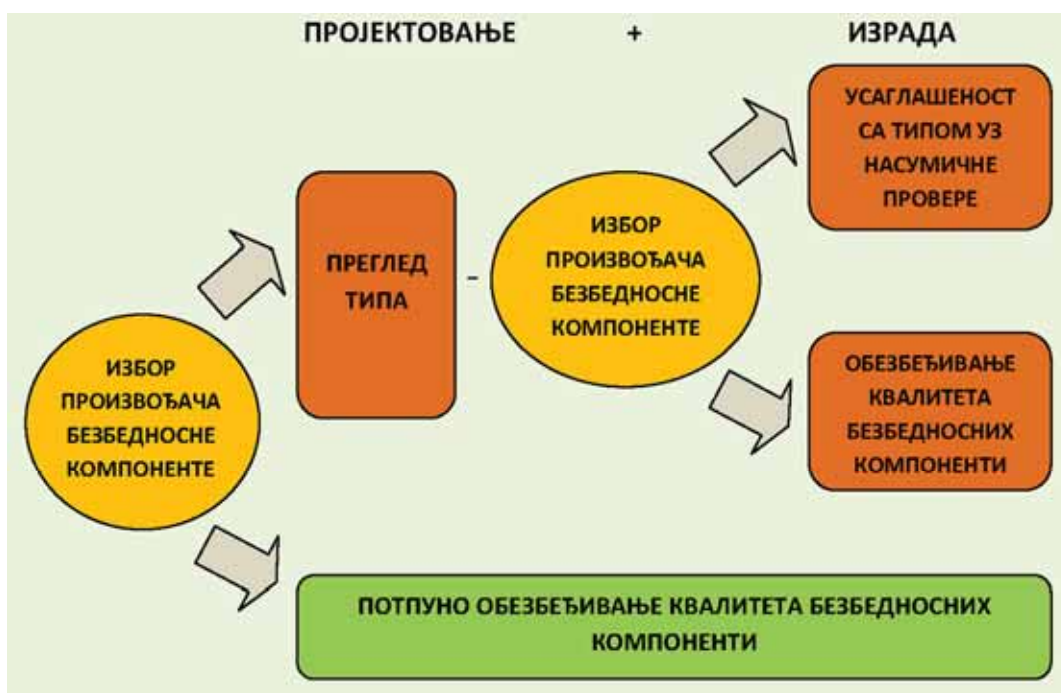 ПРОЈЕКТОВАЊЕ + ИЗРАДА
ИЗБОР
ПРОИЗВОЂАЧА
БЕЗБЕДНОСНЕ
КОМПОНЕНТЕ
ПРЕГЛЕД
ТИПА
-
ИЗБОР
ПРОИЗВОЂАЧА
БЕЗБЕДНОСНЕ
КОМПОНЕНТЕ
УСАГЛАШЕНОСТ
СА ТИПОМ УЗ
НАСУМИЧНЕ
ПРОВЕРЕ
ОБЕЗБЕЂИВАЊЕ
КВАЛИТЕТА
БЕЗБЕДНОСНИХ
КОМПОНЕНТИ
ПОТПУНО ОБЕЗБЕЂИВАЊЕ КВАЛИТЕТА БЕЗБЕДНОСНИХ
КОМПОНЕНТИ